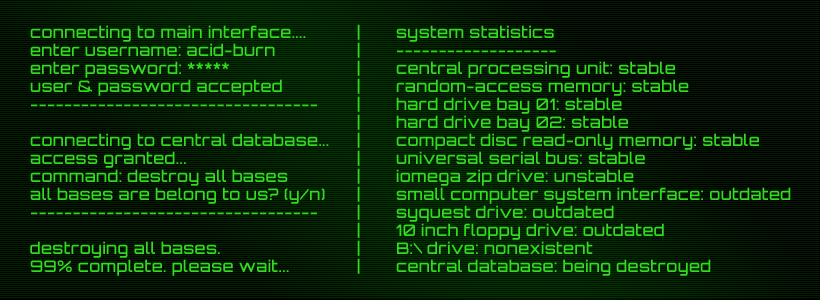 connecting to main interface....
enter username: acid-burn
enter password: *****
user & password accepted
----------------------------------
connecting to central database...
access granted...
command: destroy all bases
all bases are belong to us? (y/n)
----------------------------------
destroying all bases.
99% complete. please wait...
system statistics
-------------------
central processing unit: stable
random-access memory: stable
hard drive bay 01: stable
hard drive bay 02: stable
compact disc read-only memory: stable
universal serial bus: stable
iomega zip drive: unstable
small computer system interface: outdated
syquest drive: outdated
10 inch floppy drive: outdated
B:\ drive: nonexistent
central database: being destroyed